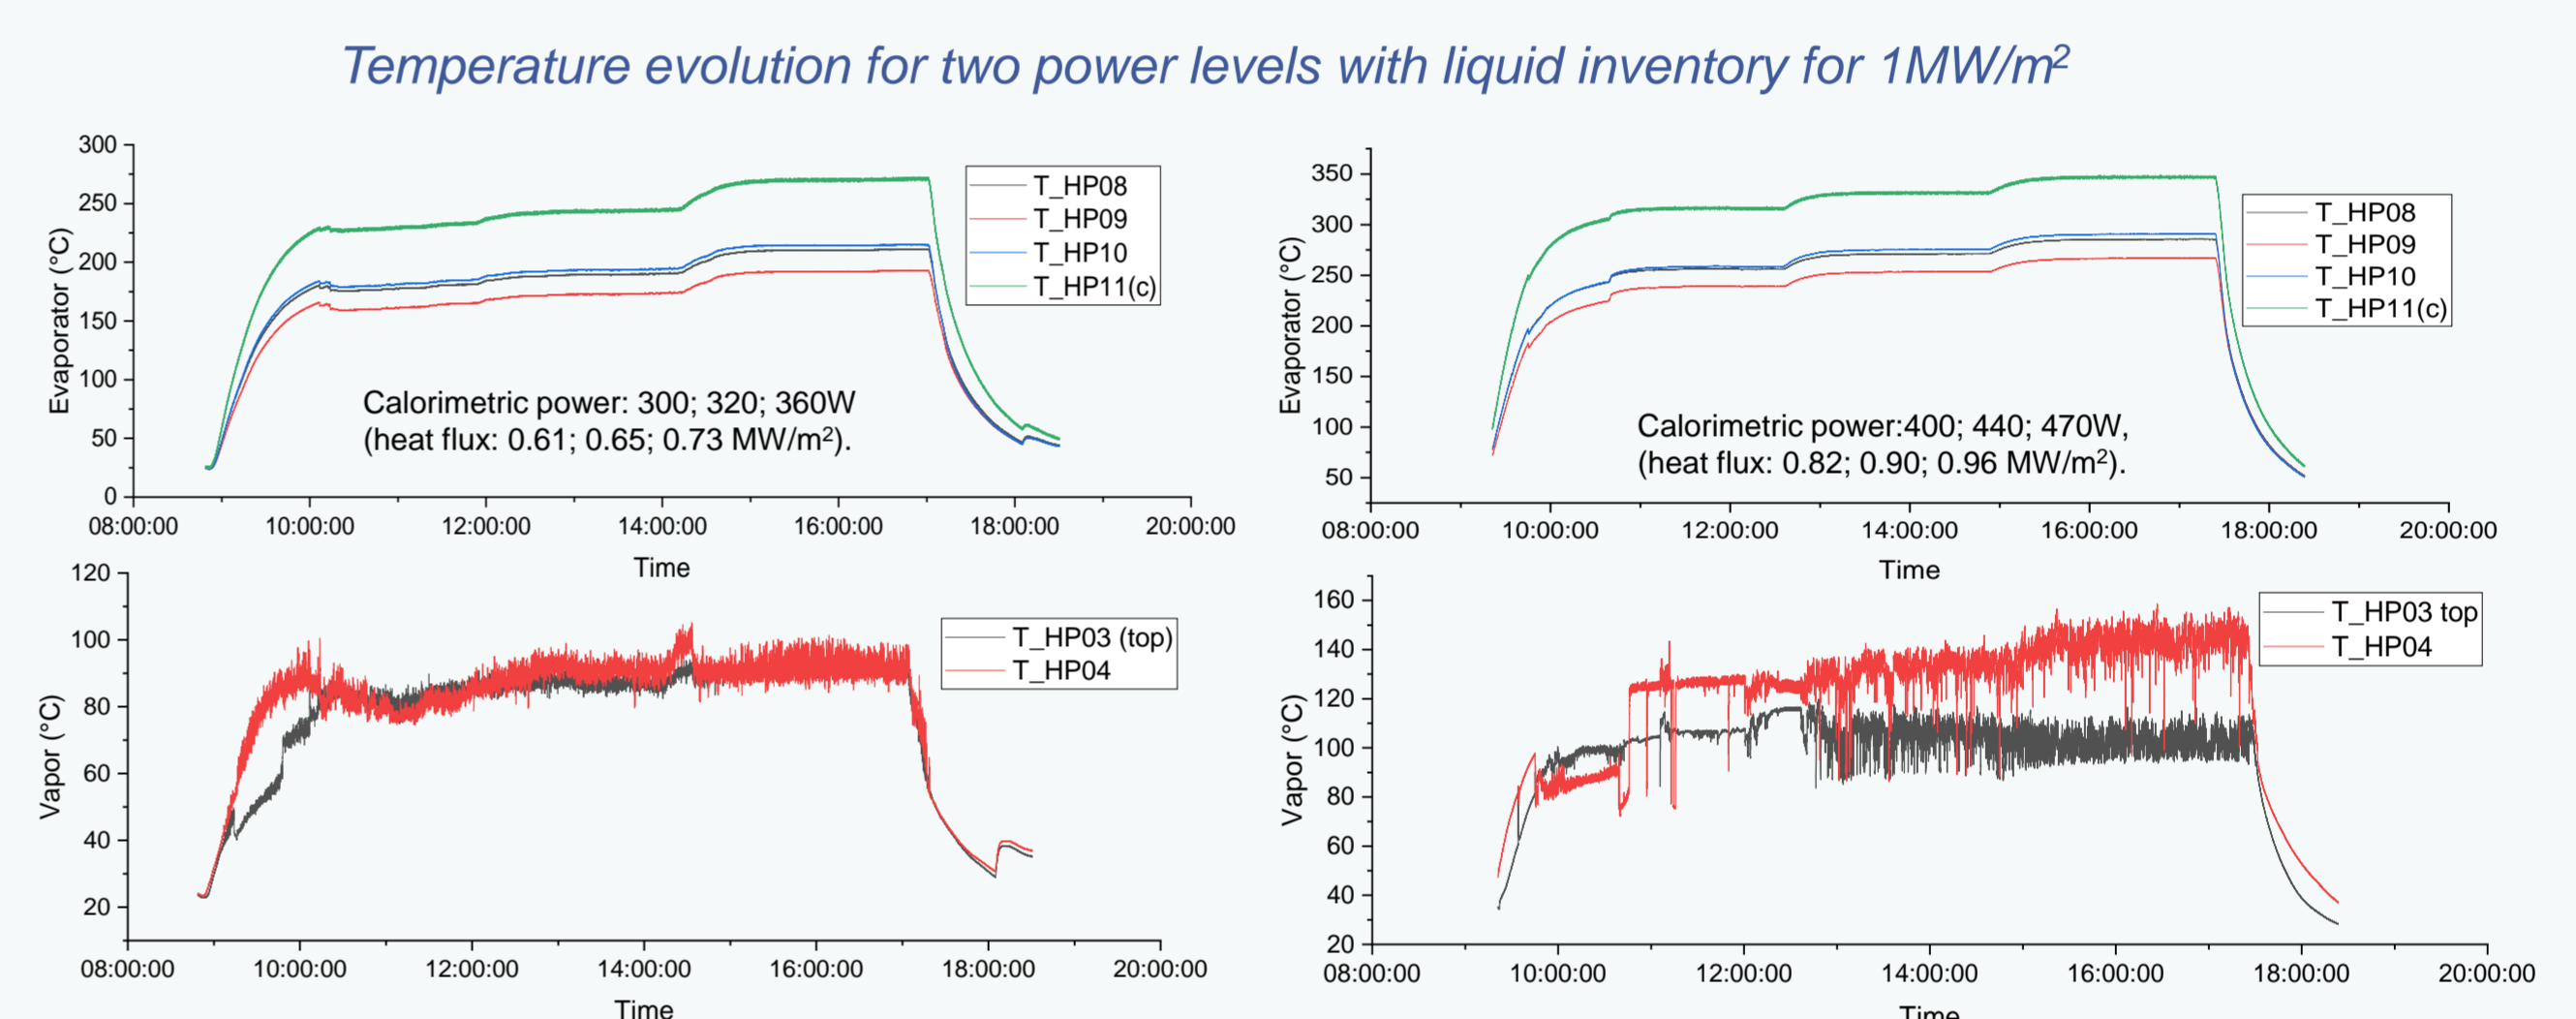 Temperature evolution for two power levels with liquid inventory for 1MW/m²
300
250
200
150
100
50
0
Evaporator (°C)
T_HP08
T_HP09
T_HP10
T_HP11(c)
Calorimetric power: 300; 320; 360W
(heat flux: 0.61; 0.65; 0.73 MW/m²).
08:00:00 10:00:00 12:00:00 14:00:00 16:00:00 18:00:00 20:00:00
Time
350
300
250
200
150
100
50
Evaporator (°C)
T_HP08
T_HP09
T_HP10
T_HP11(c)
Calorimetric power:400; 440; 470W,
(heat flux: 0.82; 0.90; 0.96 MW/m²).
08:00:00 10:00:00 12:00:00 14:00:00 16:00:00 18:00:00 20:00:00
Time
120
100
80
60
40
20
Vapor (°C)
T_HP03 (top)
T_HP04
08:00:00 10:00:00 12:00:00 14:00:00 16:00:00 18:00:00 20:00:00
Time
160
140
120
100
80
60
40
20
Vapor (°C)
T_HP03 top
T_HP04
08:00:00 10:00:00 12:00:00 14:00:00 16:00:00 18:00:00 20:00:00
Time